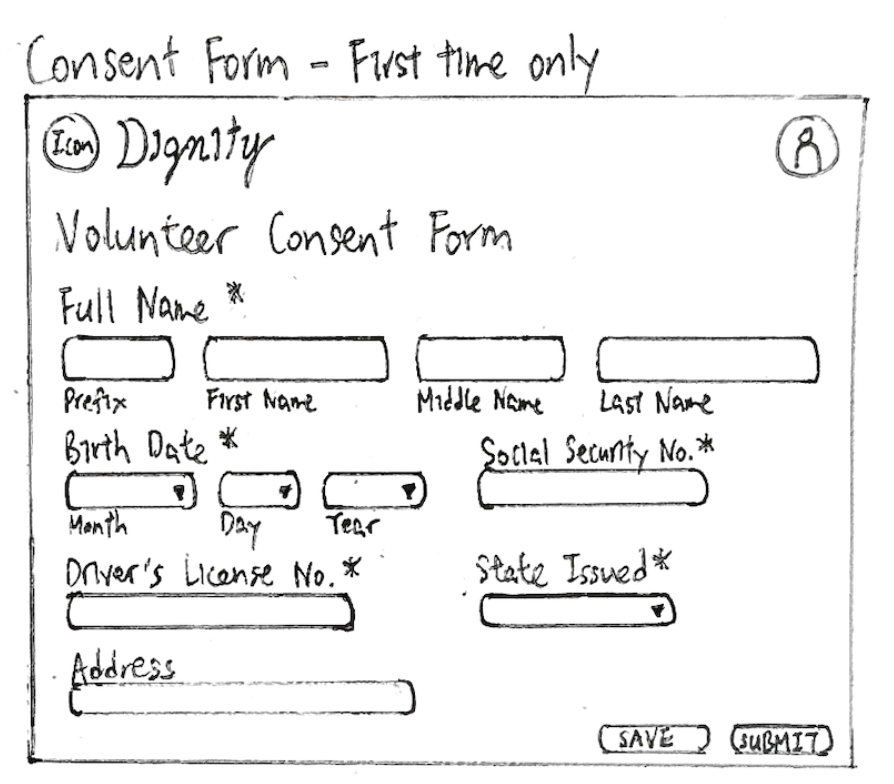 Consent Form - First time only
Icon Dignity
Volunteer Consent Form
Full Name *
Prefix First Name Middle Name Last Name
Birth Date * Social Security No.*
Month Day Year
Driver's License No.* State Issued*
Address
SAVE SUBMIT